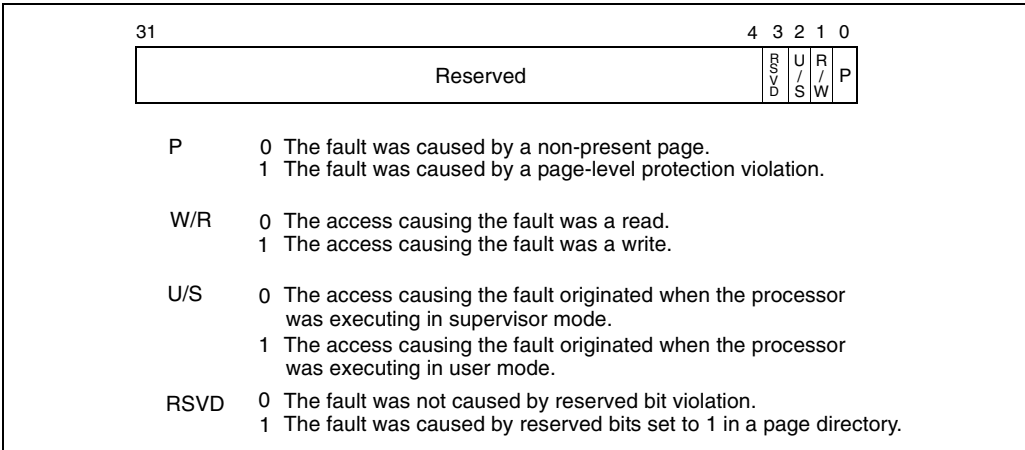 31 4 3 2 1 0
Reserved RSVD U/S R/W P
P 0 The fault was caused by a non-present page.
1 The fault was caused by a page-level protection violation.
W/R 0 The access causing the fault was a read.
1 The access causing the fault was a write.
U/S 0 The access causing the fault originated when the processor
was executing in supervisor mode.
1 The access causing the fault originated when the processor
was executing in user mode.
RSVD 0 The fault was not caused by reserved bit violation.
1 The fault was caused by reserved bits set to 1 in a page directory.